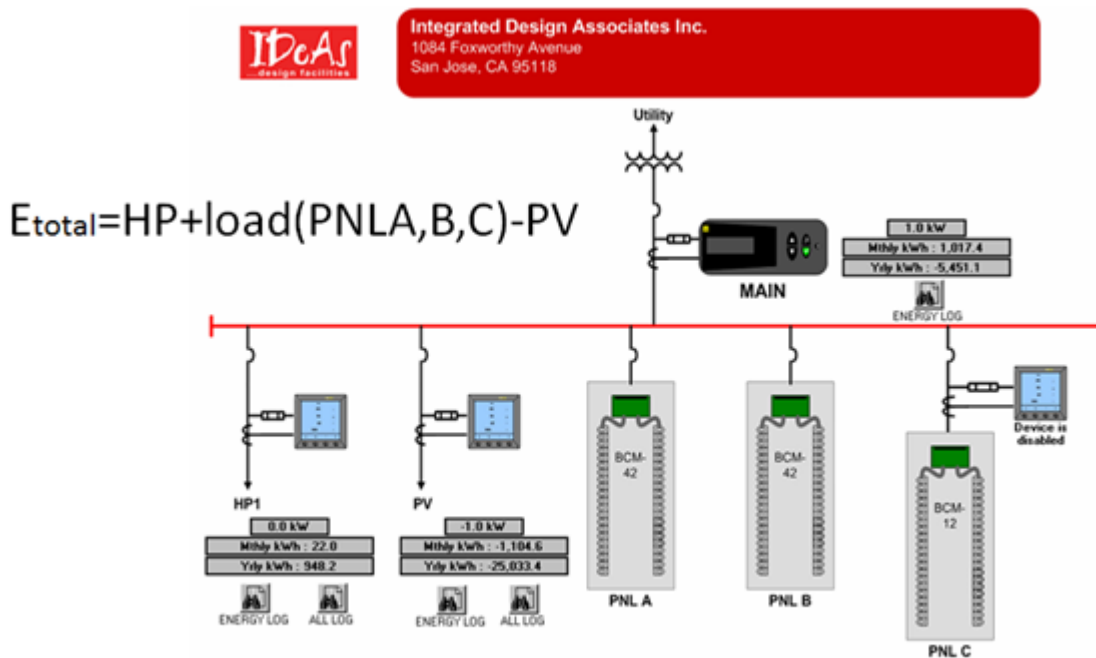 IDeAs
...design facilities
Integrated Design Associates Inc.
1084 Foxworthy Avenue
San Jose, CA 95118
Utility
Etotal=HP+load(PNLA,B,C)-PV
MAIN
1.0 kW
Mthly kWh : 1,017.4
Yrly kWh : -5,451.1
ENERGY LOG
Device is
disabled
BCM-
42
BCM-
42
BCM-
12
HP1
0.0 kW
Mthly kWh : 22.0
Yrly kWh : 948.2
ENERGY LOG
ALL LOG
PV
-1.0 kW
Mthly kWh : -1,104.6
Yrly kWh : -25,033.4
ENERGY LOG
ALL LOG
PNL A
PNL B
PNL C